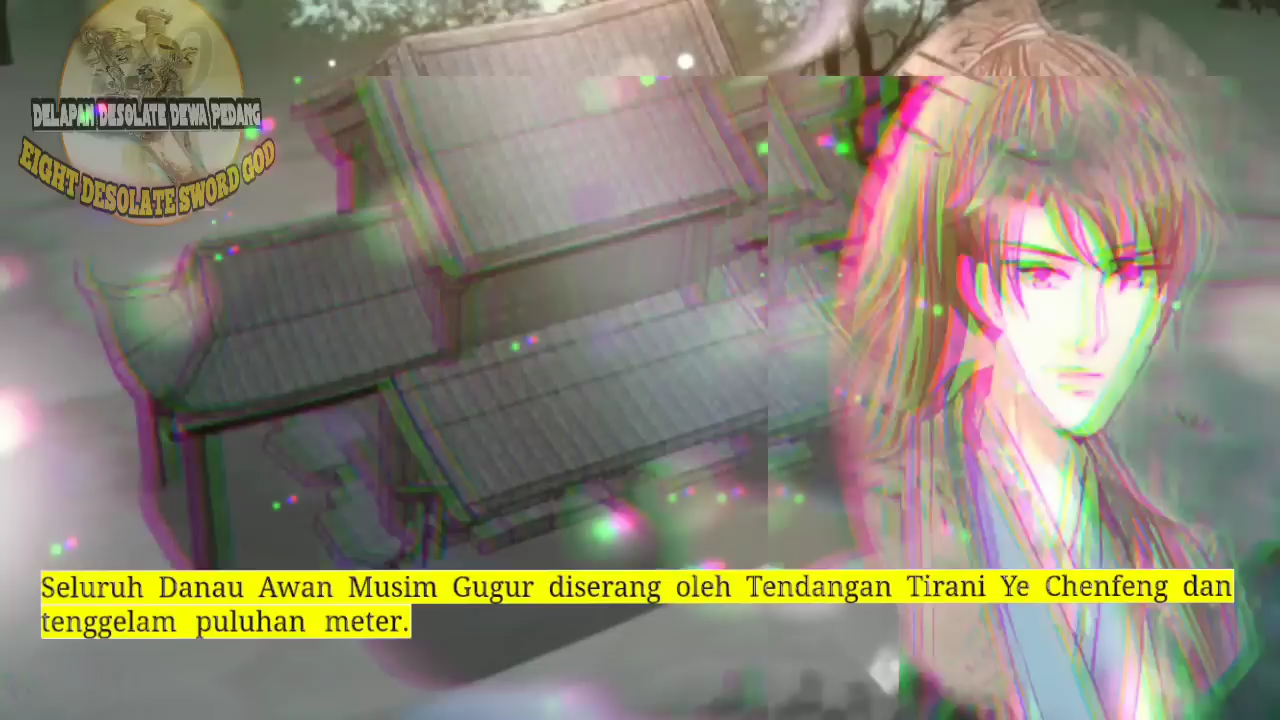 DELAPAN DESOLATE DEWA PEDANG
EIGHT DESOLATE SWORD GOD
Seluruh Danau Awan Musim Gugur diserang oleh Tendangan Tirani Ye Chenfeng dan
tenggelam puluhan meter.